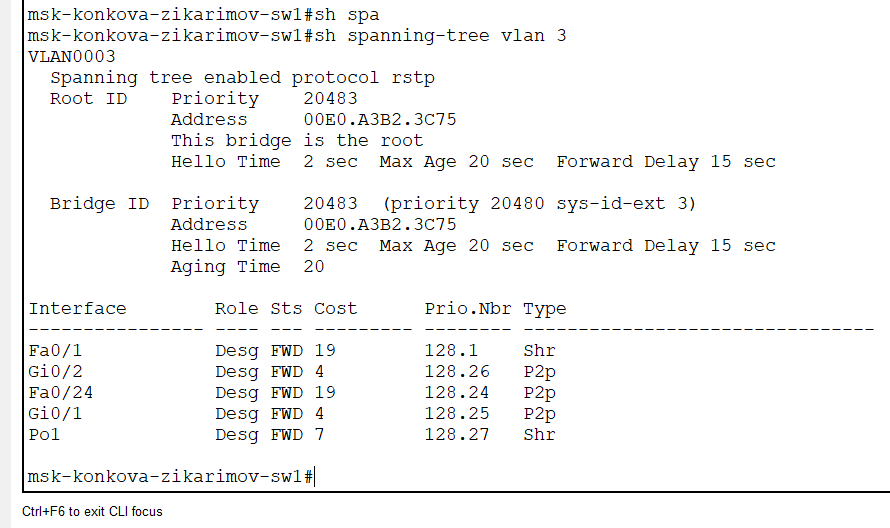 msk-konkova-zikarimov-sw1#sh spa
msk-konkova-zikarimov-sw1#sh spanning-tree vlan 3
VLAN0003
  Spanning tree enabled protocol rstp
  Root ID    Priority    20483
             Address     00E0.A3B2.3C75
             This bridge is the root
             Hello Time  2 sec  Max Age 20 sec  Forward Delay 15 sec

  Bridge ID  Priority    20483  (priority 20480 sys-id-ext 3)
             Address     00E0.A3B2.3C75
             Hello Time  2 sec  Max Age 20 sec  Forward Delay 15 sec
             Aging Time  20

Interface        Role Sts Cost      Prio.Nbr Type
---------------- ---- --- --------- -------- --------------------------------
Fa0/1            Desg FWD 19        128.1    Shr
Gi0/2            Desg FWD 4         128.26   P2p
Fa0/24           Desg FWD 19        128.24   P2p
Gi0/1            Desg FWD 4         128.25   P2p
Po1              Desg FWD 7         128.27   Shr

msk-konkova-zikarimov-sw1#
Ctrl+F6 to exit CLI focus